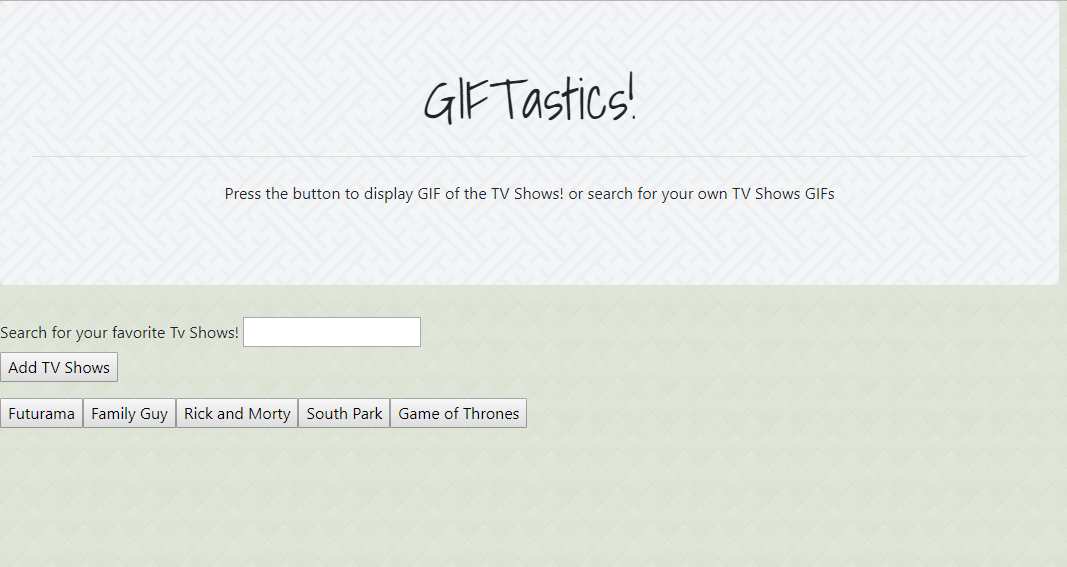 GIFTastics!
Press the button to display GIF of the TV Shows! or search for your own TV Shows GIFs
Search for your favorite Tv Shows!
Add TV Shows
Futurama Family Guy Rick and Morty South Park Game of Thrones